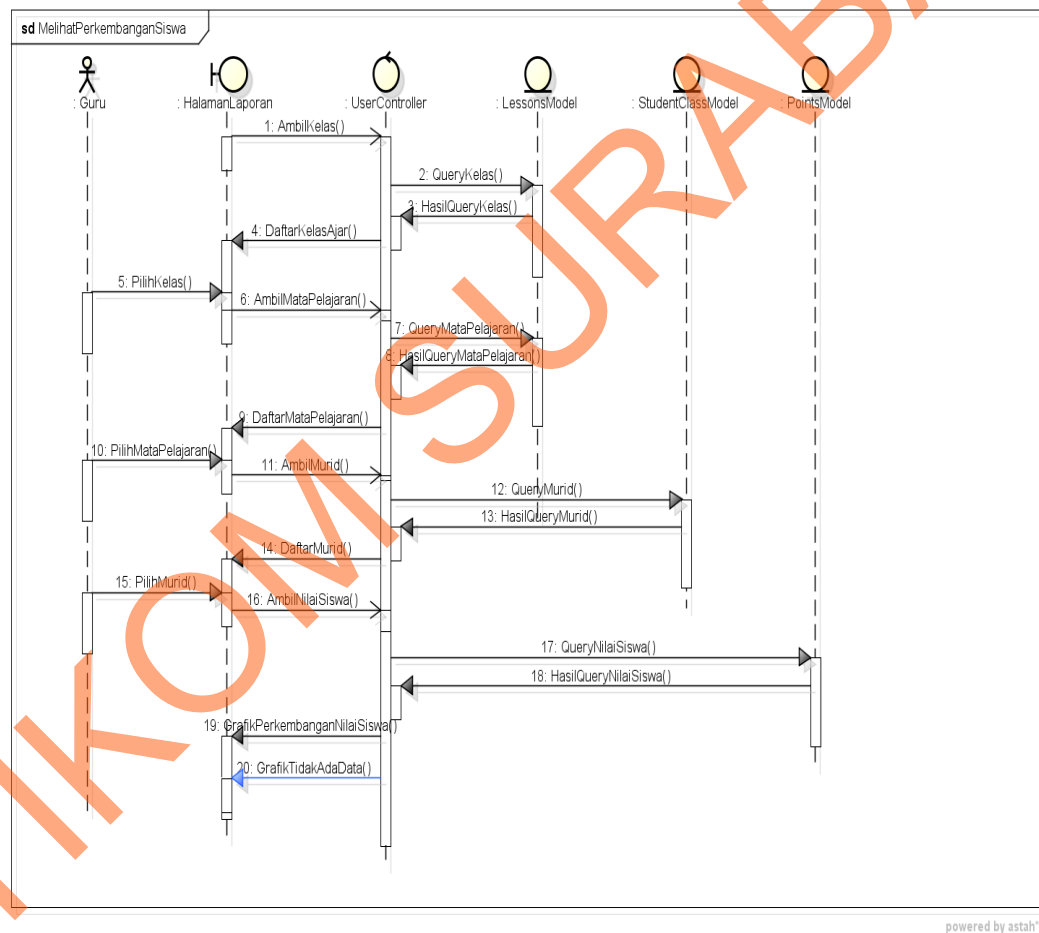 sd MelihatPerkembanganSiswa
: Guru
: HalamanLaporan
: UserController
: LessonsModel
: StudentClassModel
: PointsModel
1: AmbilKelas()
2: QueryKelas()
3: HasilQueryKelas()
4: DaftarKelasAjar()
5: PilihKelas()
6: AmbilMataPelajaran()
7: QueryMataPelajaran()
8: HasilQueryMataPelajaran()
9: DaftarMataPelajaran()
10: PilihMataPelajaran()
11: AmbilMurid()
12: QueryMurid()
13: HasilQueryMurid()
14: DaftarMurid()
15: PilihMurid()
16: AmbilNilaiSiswa()
17: QueryNilaiSiswa()
18: HasilQueryNilaiSiswa()
19: GrafikPerkembanganNilaiSiswa()
20: GrafikTidakAdaData()
IKOM SURABA
powered by astah*